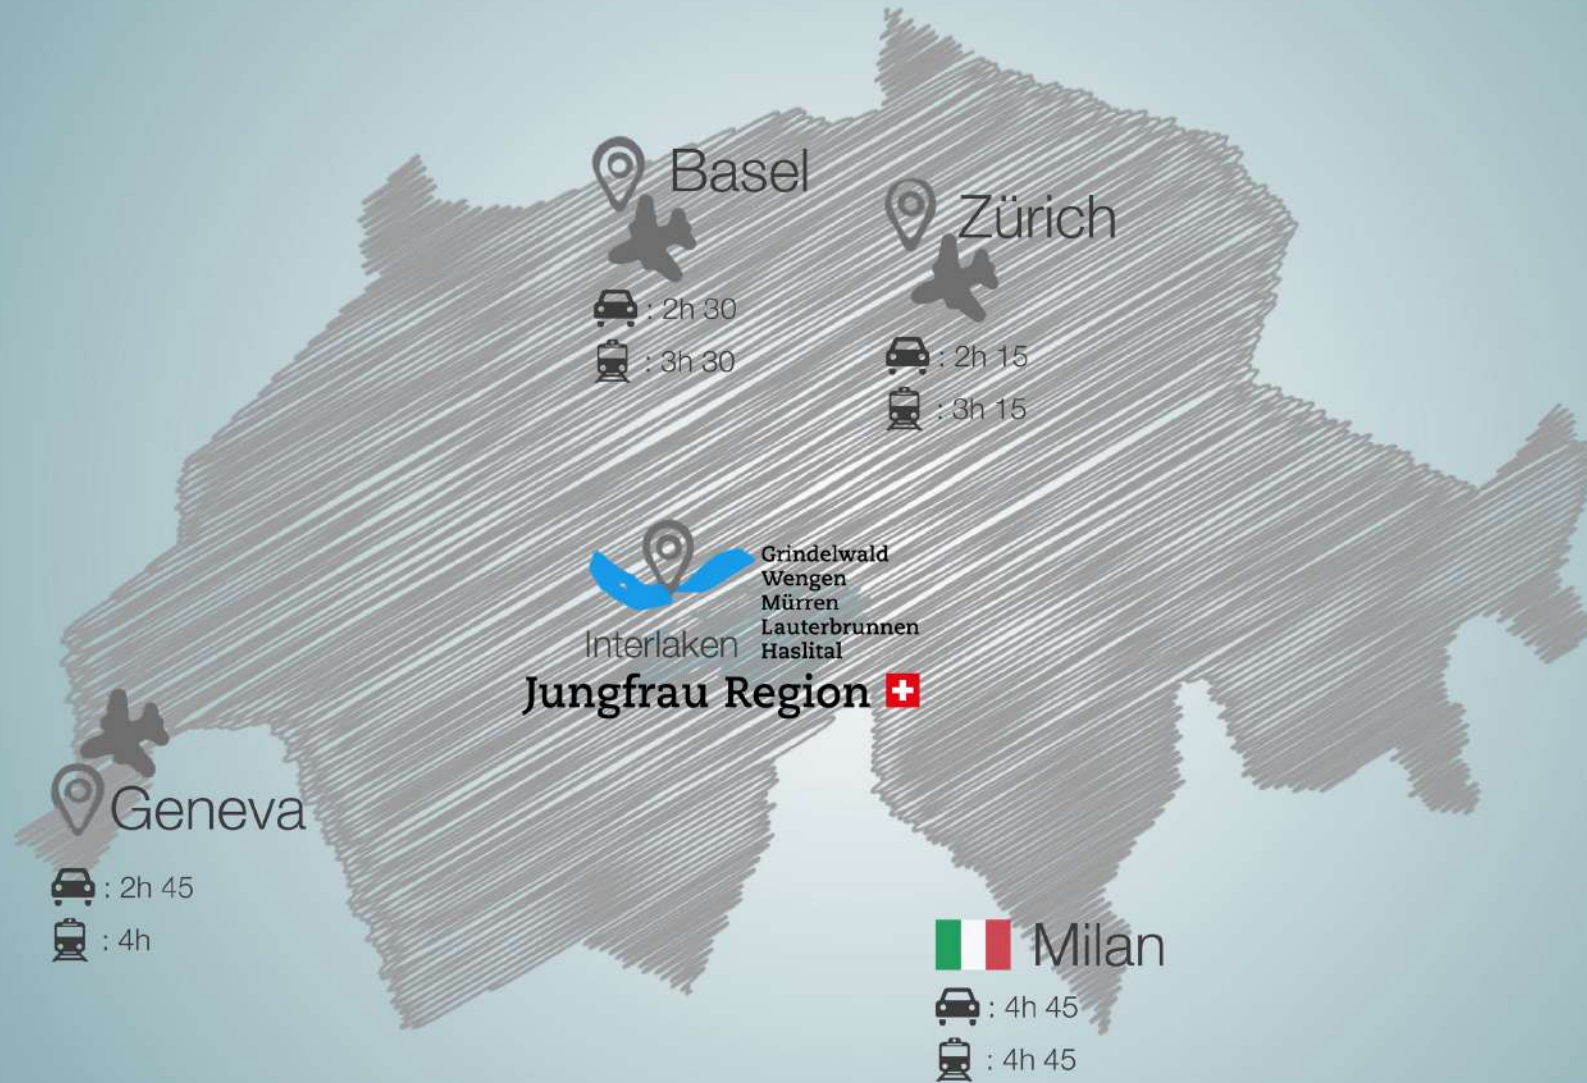 Basel
: 2h 30
: 3h 30
Zürich
: 2h 15
: 3h 15
Grindelwald
Wengen
Mürren
Lauterbrunnen
Haslital
Interlaken
Jungfrau Region
Geneva
: 2h 45
: 4h
Milan
: 4h 45
: 4h 45